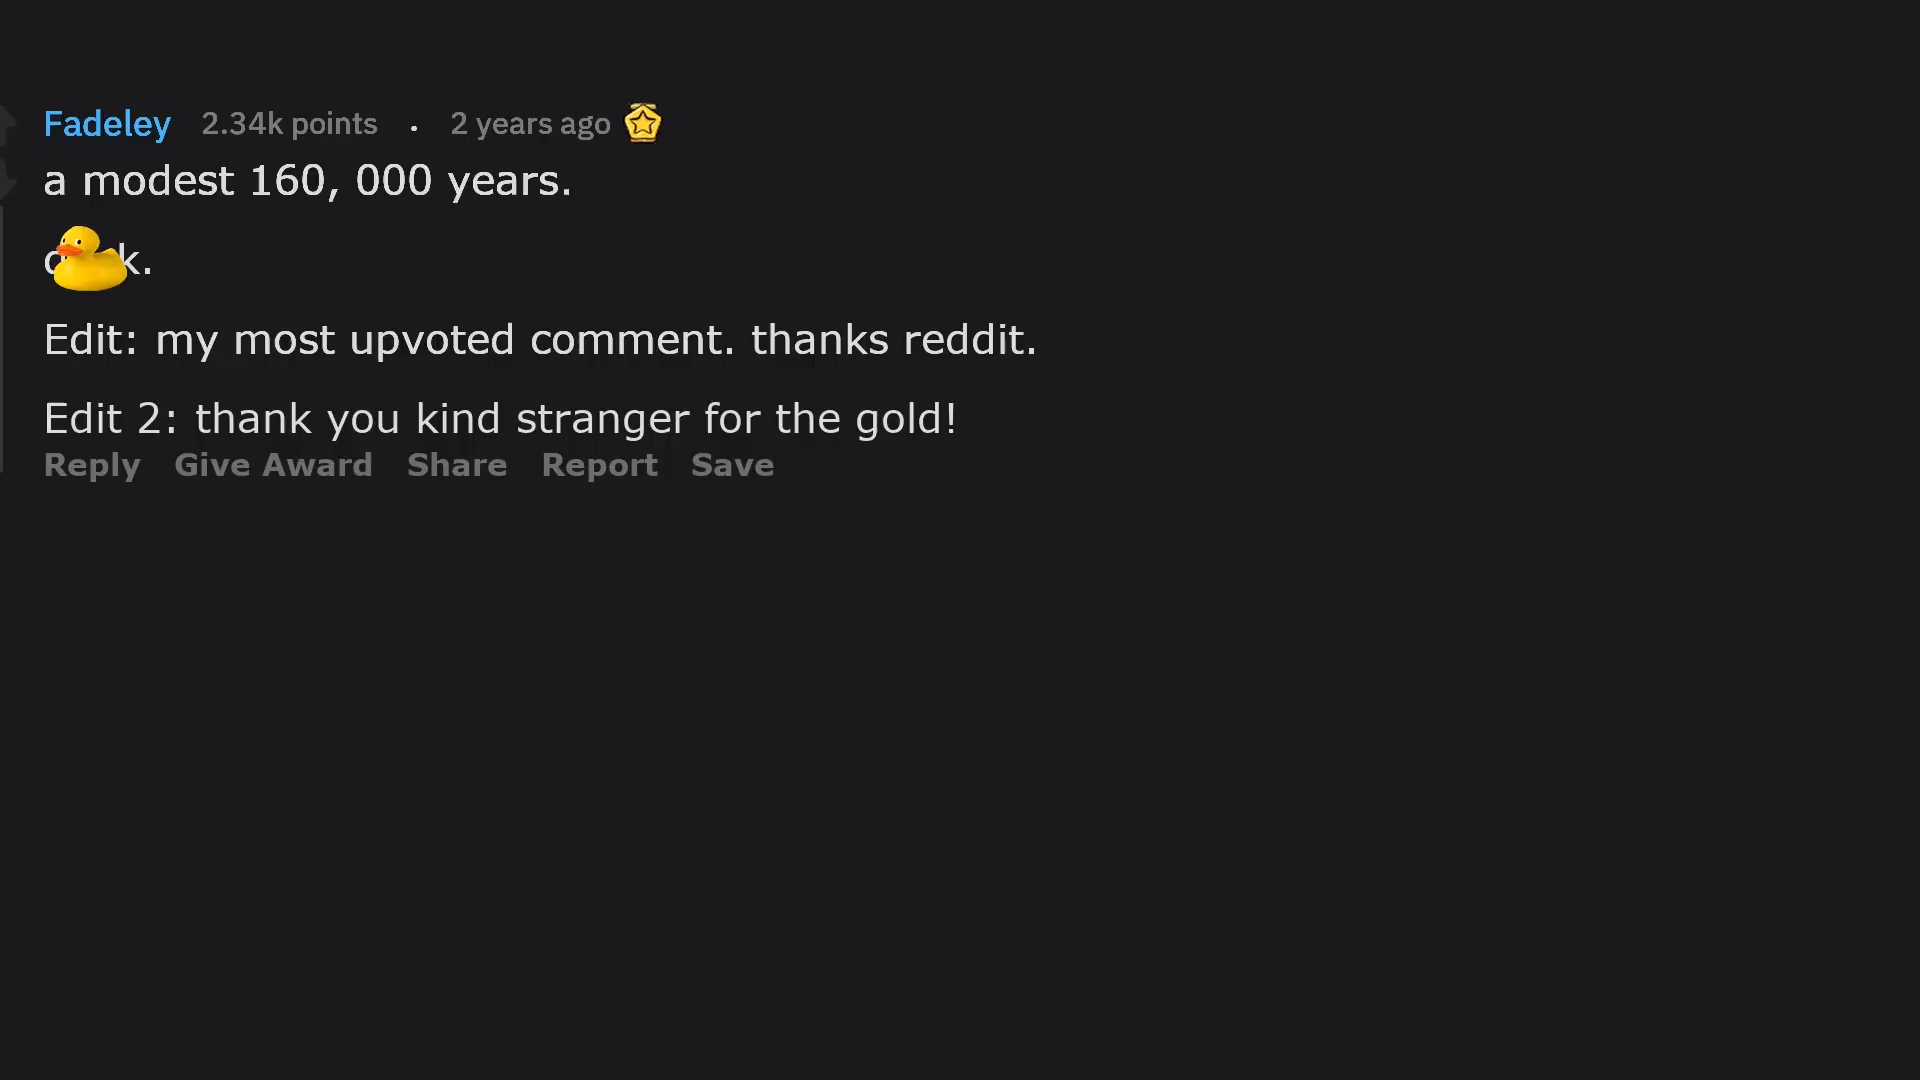 Fadeley 2.34k points . 2 years ago
a modest 160, 000 years.
Edit: my most upvoted comment. thanks reddit.
Edit 2: thank you kind stranger for the gold!
Reply Give Award Share Report Save